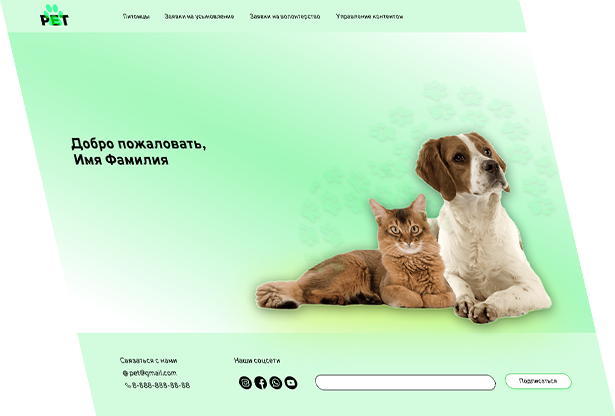 PET
Питомцы Заявки на усыновление Заявки на волонтерство Управление контентом
Добро пожаловать,
Имя Фамилия
Связаться с нами
Наши соцсети
pet@gmail.com
8-888-888-88-88
Подписаться